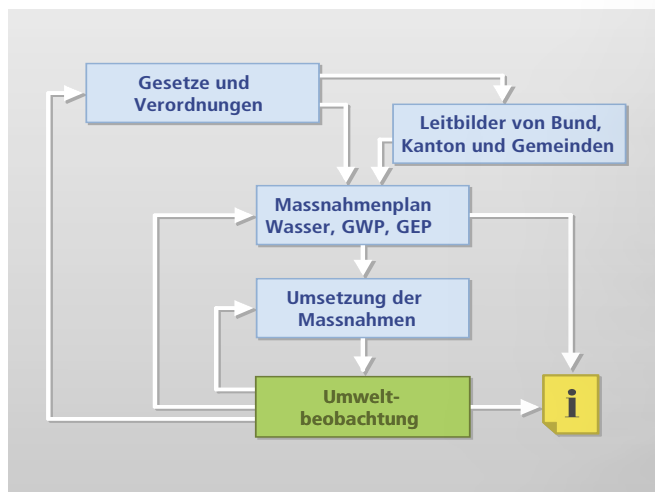 Gesetze und
Verordnungen
Leitbilder von Bund,
Kanton und Gemeinden
Massnahmenplan
Wasser, GWP, GEP
Umsetzung der
Massnahmen
Umwelt-
beobachtung
i